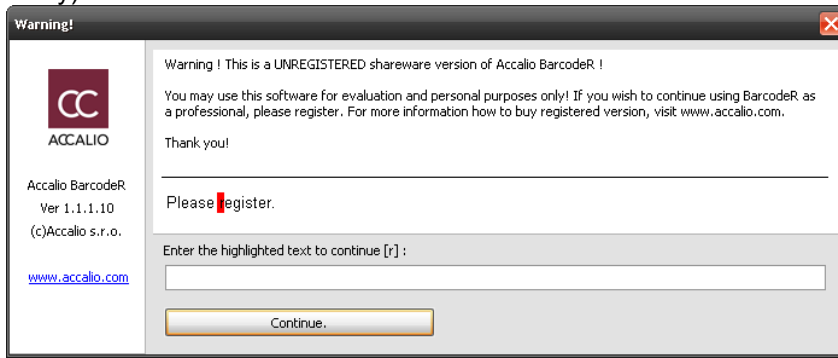 Warning!
Warning ! This is a UNREGISTERED shareware version of Accalio BarcodeR !
You may use this software for evaluation and personal purposes only! If you wish to continue using BarcodeR as
a professional, please register. For more information how to buy registered version, visit www.accalio.com.
Thank you!
ACCALIO
Accalio BarcodeR
Ver 1.1.1.10
(c)Accalio s.r.o.
www.accalio.com
Please register.
Enter the highlighted text to continue [r] :
Continue.